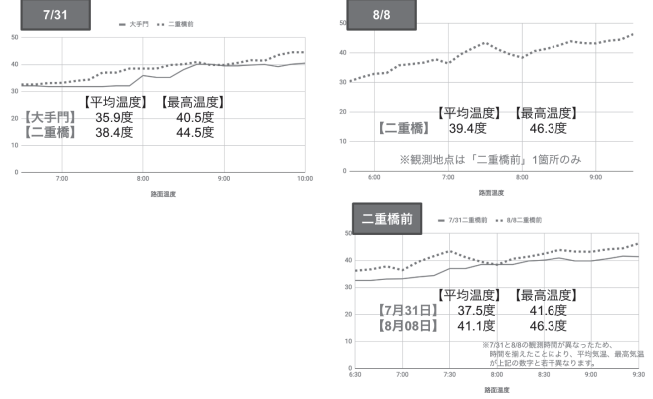 7/31
大手門 二重橋前
50
40
30
20
10
0
【平均温度】 【最高温度】
【大手門】 35.9度 40.5度
【二重橋】 38.4度 44.5度
7:00 8:00 9:00 10:00
路面温度
8/8
50
40
30
20
10
0
【平均温度】 【最高温度】
【二重橋】 39.4度 46.3度
※観測地点は「二重橋前」1箇所のみ
6:00 7:00 8:00 9:00
路面温度
二重橋前
7/31二重橋前 8/8二重橋前
50
40
30
20
10
0
【平均温度】 【最高温度】
【7月31日】 37.5度 41.6度
【8月08日】 41.1度 46.3度
※7/31と8/8の観測時間が異なったため、
時間を揃えたことにより、平均気温、最高気温
が上記の数字と若干異なります。
6:30 7:00 7:30 8:00 8:30 9:00 9:30
路面温度